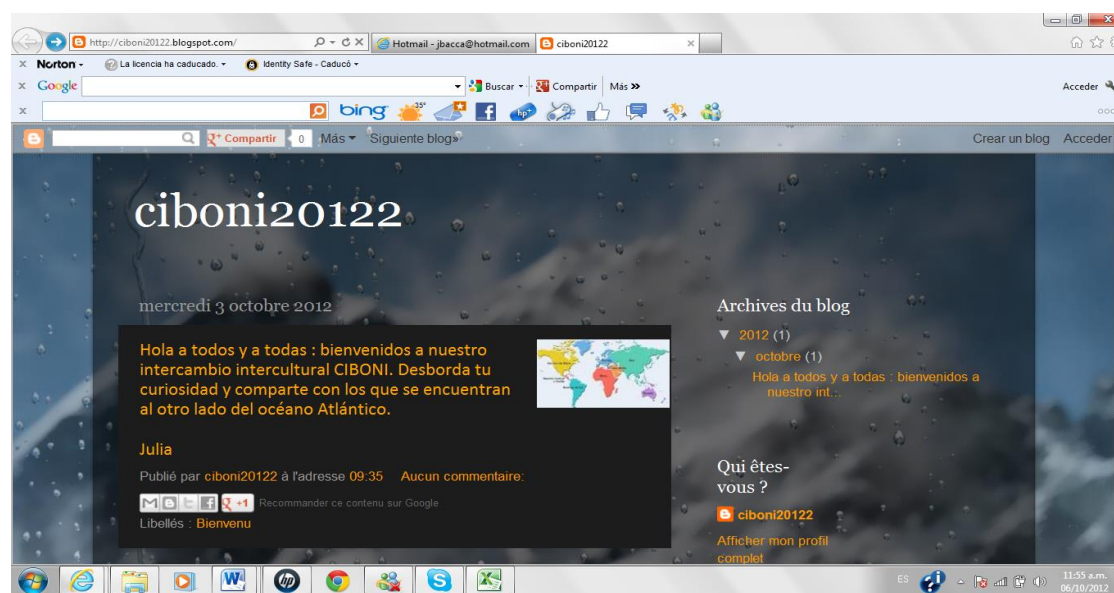 http://ciboni20122.blogspot.com/
Hotmail - jbacca@hotmail.com
ciboni20122
Norton
La licencia ha caducado.
Identity Safe - Caducó
Google
Buscar
Compartir
Más
Acceder
bing
25°
Compartir
0
Más
Siguiente blog»
Crear un blog
Acceder
ciboni20122
mercredi 3 octobre 2012
Hola a todos y a todas : bienvenidos a nuestro
intercambio intercultural CIBONI. Desborda tu
curiosidad y comparte con los que se encuentran
al otro lado del océano Atlántico.
Julia
Publié par ciboni20122 à l'adresse 09:35 Aucun commentaire:
+1 Recommander ce contenu sur Google
Libellés : Bienvenu
Archives du blog
▼ 2012 (1)
▼ octobre (1)
Hola a todos y a todas : bienvenidos a
nuestro int...
Qui êtes-
vous ?
ciboni20122
Afficher mon profil
complet
ES
11:55 a.m.
06/10/2012